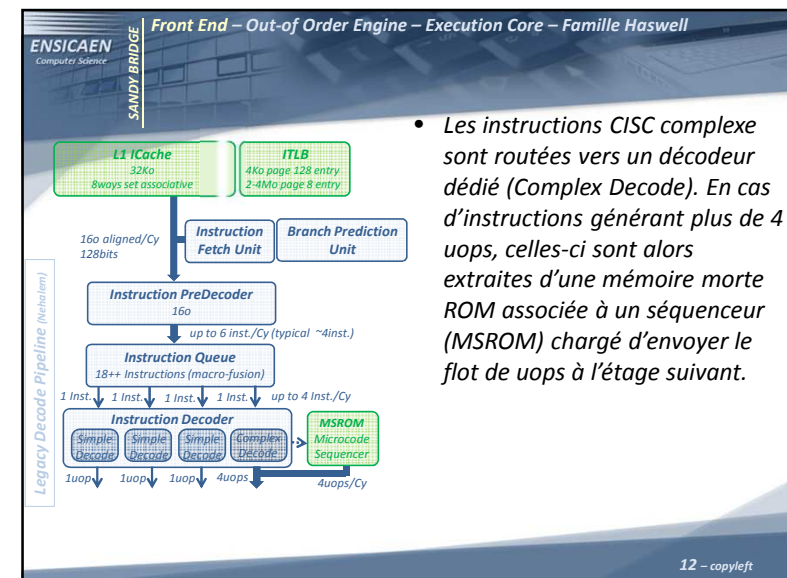 Front End – Out-of Order Engine – Execution Core – Famille Haswell
ENSICAEN
Computer Science
SANDY BRIDGE
• Les instructions CISC complexe
sont routées vers un décodeur
dédié (Complex Decode). En cas
d'instructions générant plus de 4
uops, celles-ci sont alors
extraites d'une mémoire morte
ROM associée à un séquenceur
(MSROM) chargé d'envoyer le
flot de uops à l'étage suivant.
L1 ICache
32Ko
8ways set associative
ITLB
4Ko page 128 entry
2-4Mo page 8 entry
16o aligned/Cy
128bits
Instruction
Fetch Unit
Branch Prediction
Unit
Legacy Decode Pipeline (Nehalem)
Instruction PreDecoder
16o
up to 6 inst./Cy (typical ~4inst.)
Instruction Queue
18++ Instructions (macro-fusion)
1 Inst. 1 Inst. 1 Inst. 1 Inst. up to 4 Inst./Cy
Instruction Decoder
Simple
Decode
Simple
Decode
Simple
Decode
Complex
Decode
MSROM
Microcode
Sequencer
1uop 1uop 1uop 4uops 4uops/Cy
12 – copyleft